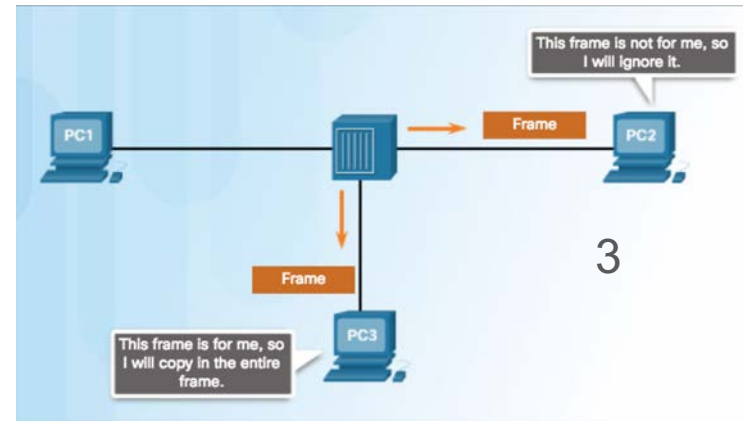 This frame is not for me, so
I will ignore it.
PC1
Frame
PC2
3
Frame
PC3
This frame is for me, so
I will copy in the entire
frame.